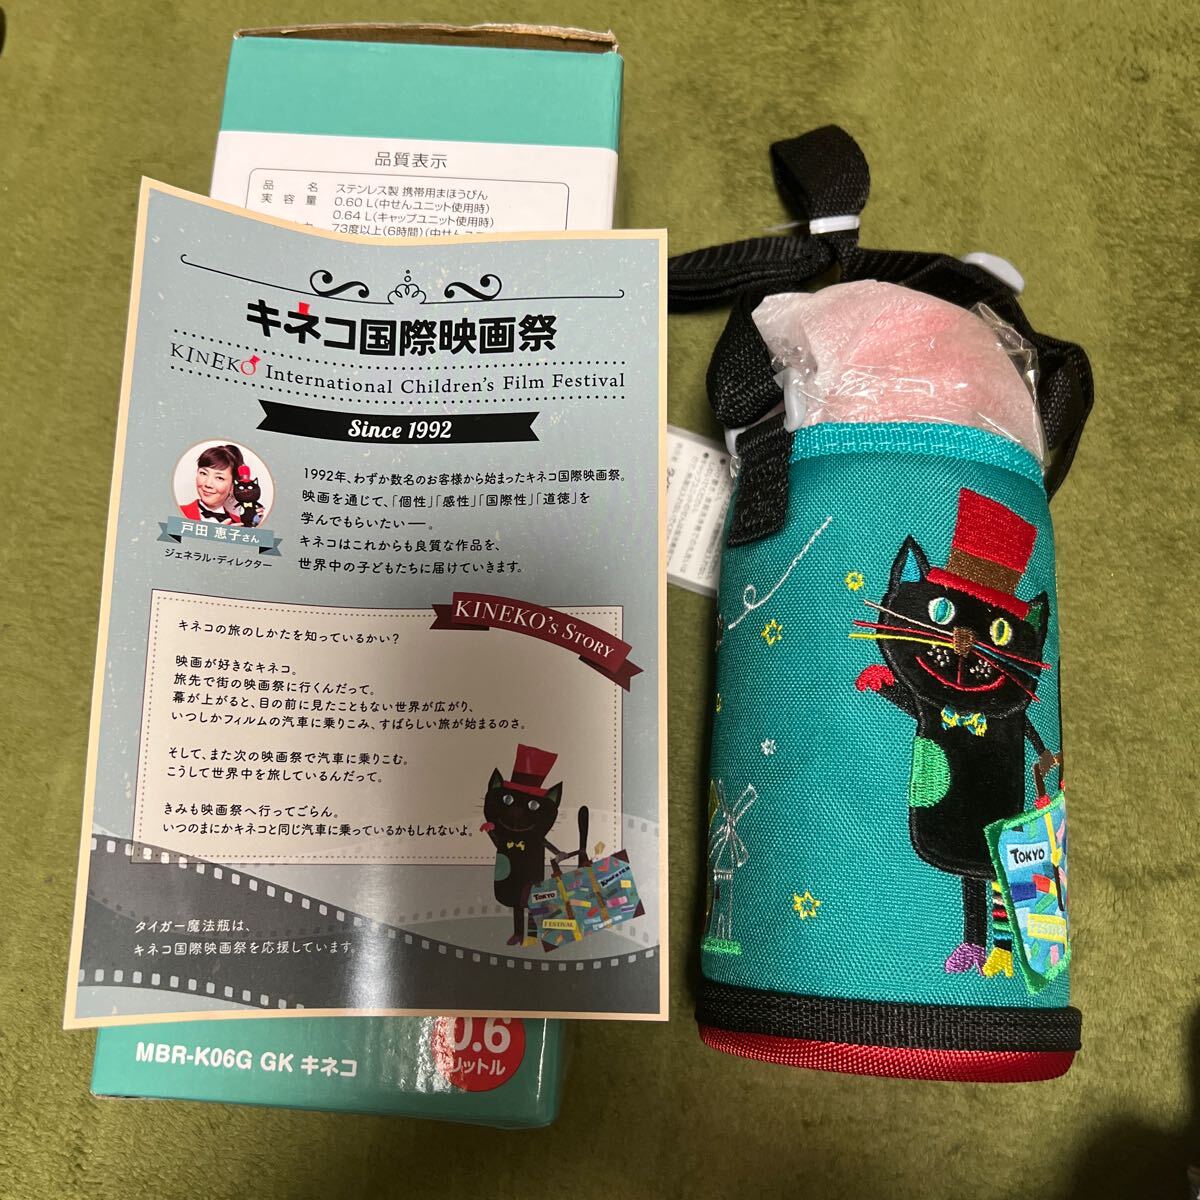 品質表示
品 名 ステンレス製 携帯用まほうびん
実 容 量 0.60 L(中せんユニット使用時)
0.64 L(キャップユニット使用時)
73度以上(6時間)
キネコ国際映画祭
KINEKO International Children's Film Festival
Since 1992
1992年、わずか数名のお客様から始まったキネコ国際映画祭。
映画を通じて、「個性」「感性」「国際性」「道徳」を
学んでもらいたい―。
キネコはこれからも良質な作品を、
世界中の子どもたちに届けていきます。
戸田 恵子さん
ジェネラル・ディレクター
KINEKO's STORY
キネコの旅のしかたを知っているかい?
映画が好きなキネコ。
旅先で街の映画祭に行くんだって。
幕が上がると、目の前に見たこともない世界が広がり、
いつしかフィルムの汽車に乗りこみ、すばらしい旅が始まるのさ。
そして、また次の映画祭で汽車に乗りこむ。
こうして世界中を旅しているんだって。
きみも映画祭へ行ってごらん。
いつのまにかキネコと同じ汽車に乗っているかもしれないよ。
TOKYO
FESTIVAL
タイガー魔法瓶は、
キネコ国際映画祭を応援しています。
MBR-K06G GK キネコ
0.6
リットル
TOKYO
FESTIVAL